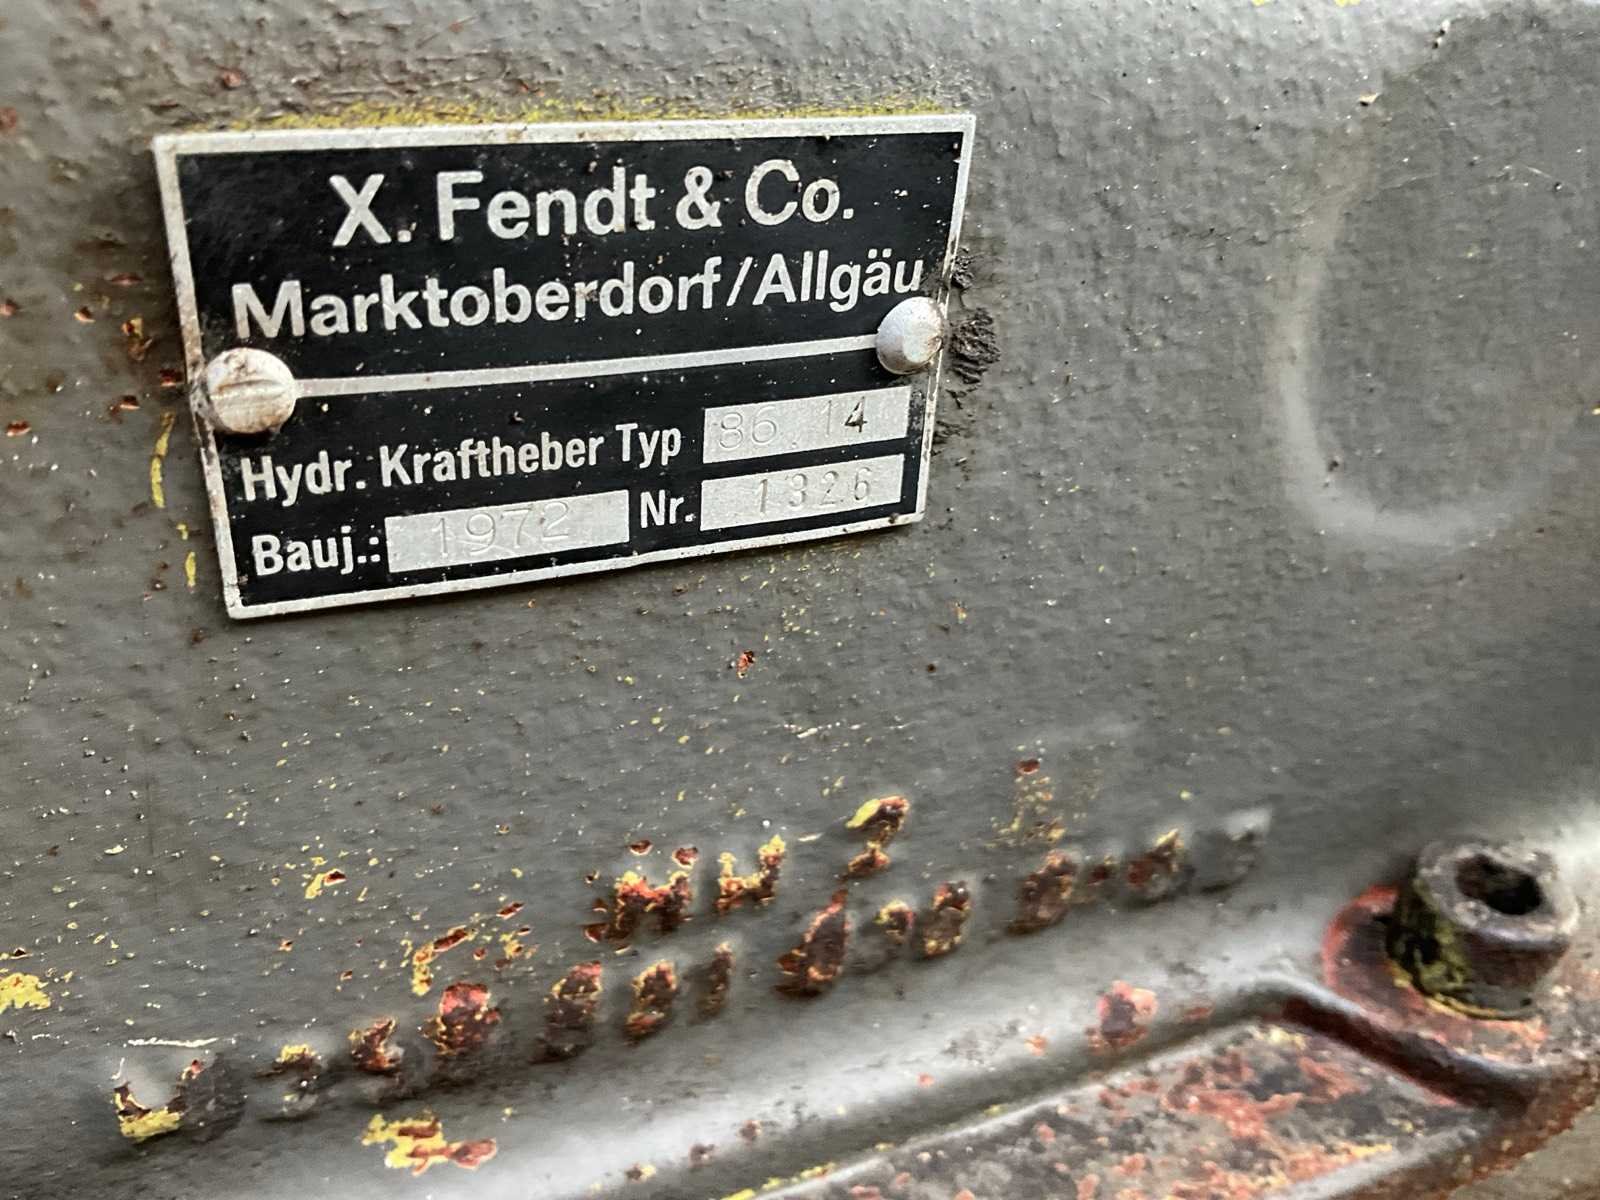 X. Fendt & Co.
Marktoberdorf/Allgäu
Hydr. Kraftheber Typ 86 14
Bauj.: 1972 Nr. 1326